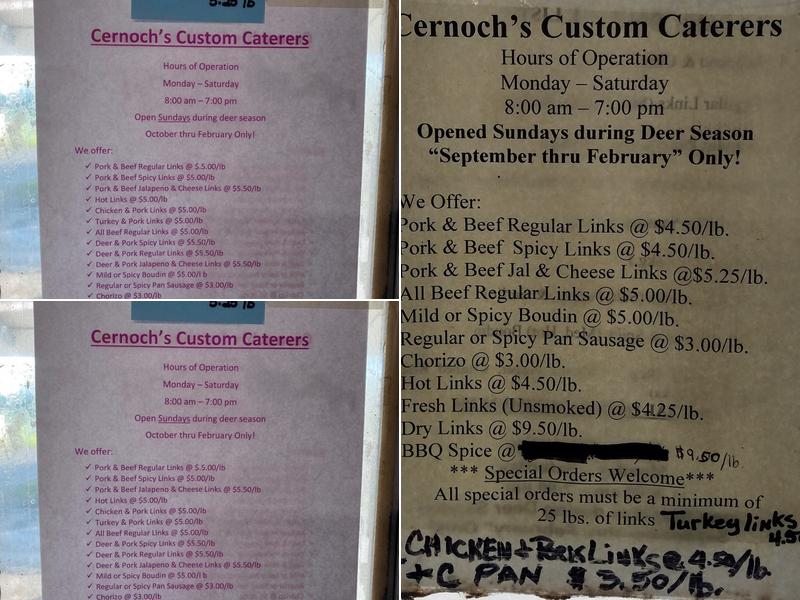 5.25 lb
Cernoch's Custom Caterers
Hours of Operation
Monday – Saturday
8:00 am – 7:00 pm
Open Sundays during deer season
October thru February Only!
We offer:
✓ Pork & Beef Regular Links @ $.5.00/lb
✓ Pork & Beef Spicy Links @ $5.00/lb
✓ Pork & Beef Jalapeno & Cheese Links @ $5.50/lb
✓ Hot Links @ $5.00/lb
✓ Chicken & Pork Links @ $5.00/lb
✓ Turkey & Pork Links @ $5.00/lb
✓ All Beef Regular Links @ $5.00/lb
✓ Deer & Pork Spicy Links @ $5.50/lb
✓ Deer & Pork Regular Links @ $5.50/lb
✓ Deer & Pork Jalapeno & Cheese Links @ $5.50/lb
✓ Mild or Spicy Boudin @ $5.00/l b
✓ Regular or Spicy Pan Sausage @ $3.00/lb
✓ Chorizo @ $3.00/lb
5.25 lb
Cernoch's Custom Caterers
Hours of Operation
Monday – Saturday
8:00 am – 7:00 pm
Open Sundays during deer season
October thru February Only!
We offer:
✓ Pork & Beef Regular Links @ $.5.00/lb
✓ Pork & Beef Spicy Links @ $5.00/lb
✓ Pork & Beef Jalapeno & Cheese Links @ $5.50/lb
✓ Hot Links @ $5.00/lb
✓ Chicken & Pork Links @ $5.00/lb
✓ Turkey & Pork Links @ $5.00/lb
✓ All Beef Regular Links @ $5.00/lb
✓ Deer & Pork Spicy Links @ $5.50/lb
✓ Deer & Pork Regular Links @ $5.50/lb
✓ Deer & Pork Jalapeno & Cheese Links @ $5.50/lb
✓ Mild or Spicy Boudin @ $5.00/l b
✓ Regular or Spicy Pan Sausage @ $3.00/lb
✓ Chorizo @ $3.00/lb
Cernoch's Custom Caterers
Hours of Operation
Monday – Saturday
8:00 am – 7:00 pm
Opened Sundays during Deer Season
"September thru February" Only!
We Offer:
Pork & Beef Regular Links @ $4.50/lb.
Pork & Beef Spicy Links @ $4.50/lb.
Pork & Beef Jal & Cheese Links @$5.25/lb.
All Beef Regular Links @ $5.00/lb.
Mild or Spicy Boudin @ $5.00/lb.
Regular or Spicy Pan Sausage @ $3.00/lb.
Chorizo @ $3.00/lb.
Hot Links @ $4.50/lb.
Fresh Links (Unsmoked) @ $4.25/lb.
Dry Links @ $9.50/lb.
BBQ Spice @ $9.50/lb
*** Special Orders Welcome***
All special orders must be a minimum of
25 lbs. of links Turkey links
4.50
CHICKEN + PORK LINKS @ 4.50/lb.
+ C PAN $3.50/lb.